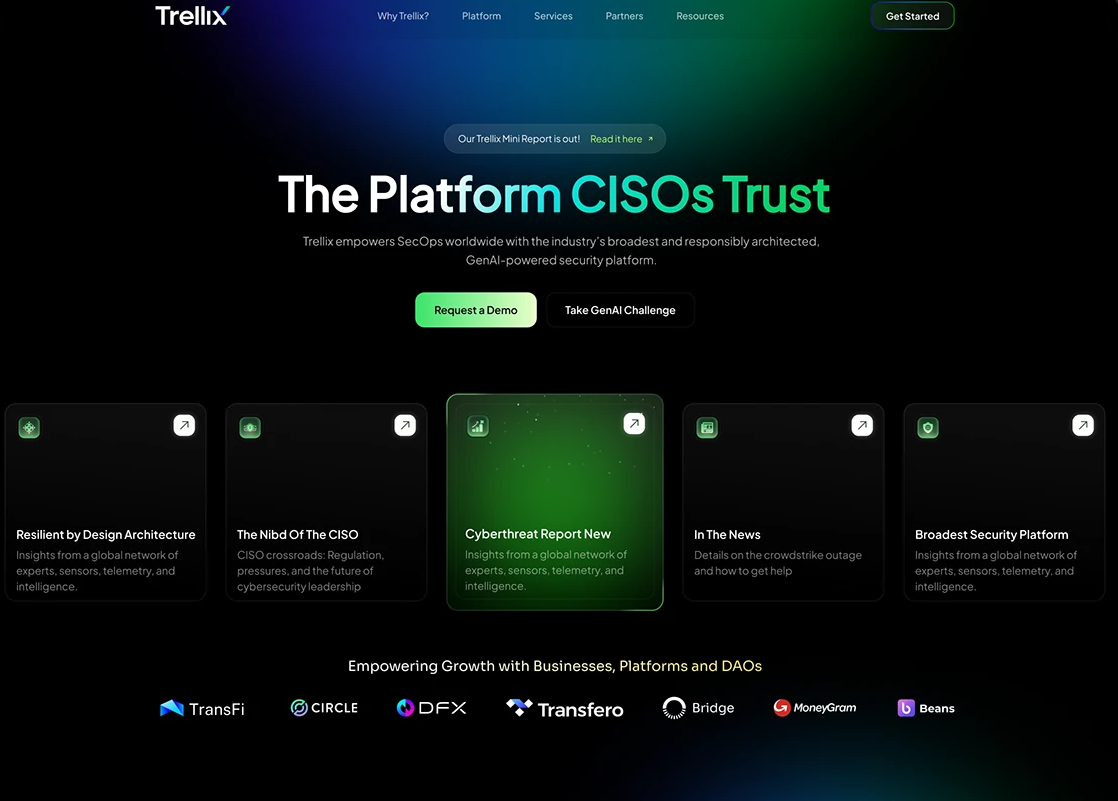 Trellix
Why Trellix?
Platform
Services
Partners
Resources
Get Started
Our Trellix Mini Report is out! Read it here
The Platform CISOs Trust
Trellix empowers SecOps worldwide with the industry's broadest and responsibly architected,
GenAI-powered security platform.
Request a Demo
Take GenAI Challenge
Resilient by Design Architecture
Insights from a global network of
experts, sensors, telemetry, and
intelligence.
The Nibd Of The CISO
CISO crossroads: Regulation,
pressures, and the future of
cybersecurity leadership
Cyberthreat Report New
Insights from a global network of
experts, sensors, telemetry, and
intelligence.
In The News
Details on the crowdstrike outage
and how to get help
Broadest Security Platform
Insights from a global network of
experts, sensors, telemetry, and
intelligence.
Empowering Growth with Businesses, Platforms and DAOs
TransFi
CIRCLE
DFX
Transfero
Bridge
MoneyGram
Beans